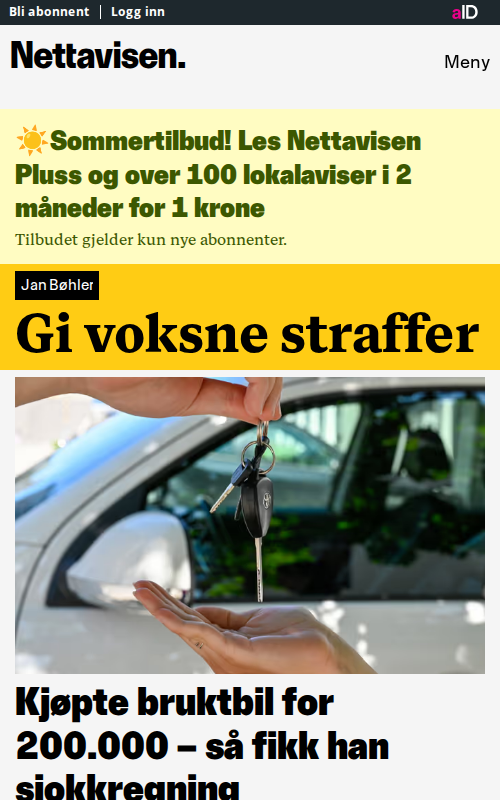 Bli abonnent
Logg inn
aID
Nettavisen.
Meny
☀️Sommertilbud! Les Nettavisen
Pluss og over 100 lokalaviser i 2
måneder for 1 krone
Tilbudet gjelder kun nye abonnenter.
Jan Bøhler
Gi voksne straffer
Kjøpte bruktbil for
200.000 – så fikk han
sjokkregning